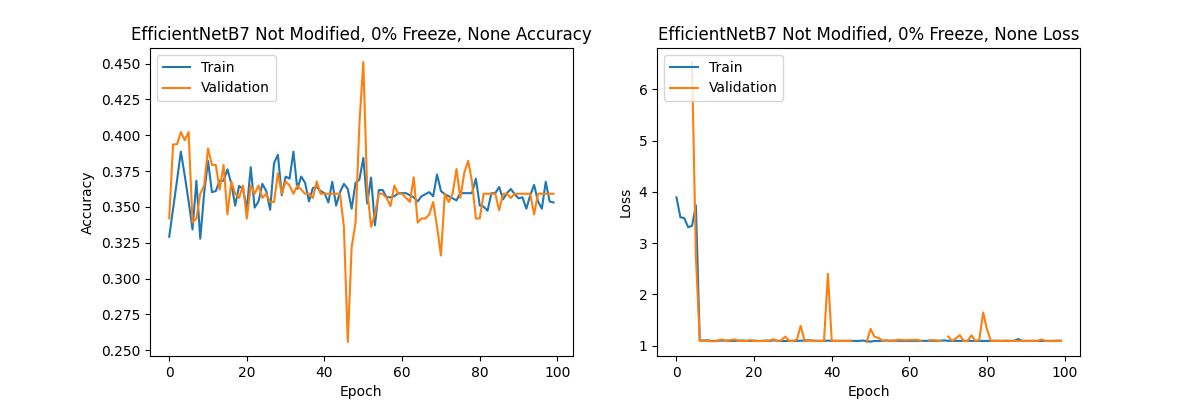 EfficientNetB7 Not Modified, 0% Freeze, None Accuracy
Train
Validation
0.450
0.425
0.400
0.375
0.350
0.325
0.300
0.275
0.250
Accuracy
0 20 40 60 80 100
Epoch
EfficientNetB7 Not Modified, 0% Freeze, None Loss
Train
Validation
6
5
4
3
2
1
Loss
0 20 40 60 80 100
Epoch